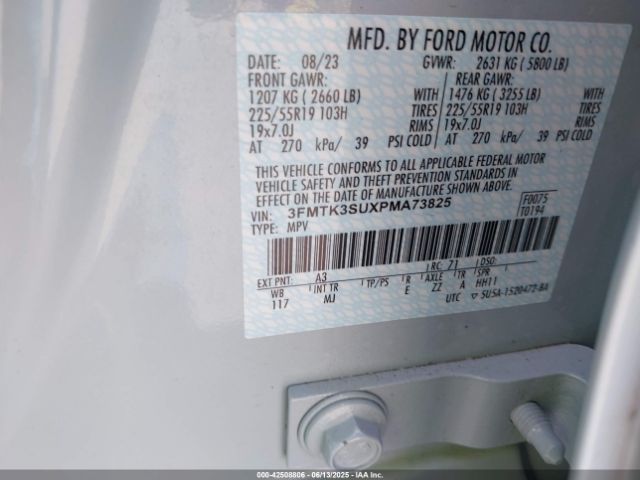 MFD. BY FORD MOTOR CO.
DATE: 08/23 GVWR: 2631 KG ( 5800 LB)
FRONT GAWR: REAR GAWR:
1207 KG ( 2660 LB) WITH 1476 KG ( 3255 LB) WITH
225/55R19 103H TIRES 225/55R19 103H TIRES
19x7.0J RIMS 19x7.0J RIMS
AT 270 kPa/ 39 PSI COLD AT 270 kPa/ 39 PSI COLD
THIS VEHICLE CONFORMS TO ALL APPLICABLE FEDERAL MOTOR
VEHICLE SAFETY AND THEFT PREVENTION STANDARDS IN
EFFECT ON THE DATE OF MANUFACTURE SHOWN ABOVE.
VIN: 3FMTK3SUXPMA73825 F0075
TYPE: MPV T0194
EXT PNT: A3 RC: 71 DSO:
WB INT TR TP/PS R AXLE TR SPR
117 MJ E ZZ A HH11
UTC ▽ 5U5A-1520472-BA
000-42508806 - 06/13/2025 - IAAI.COM